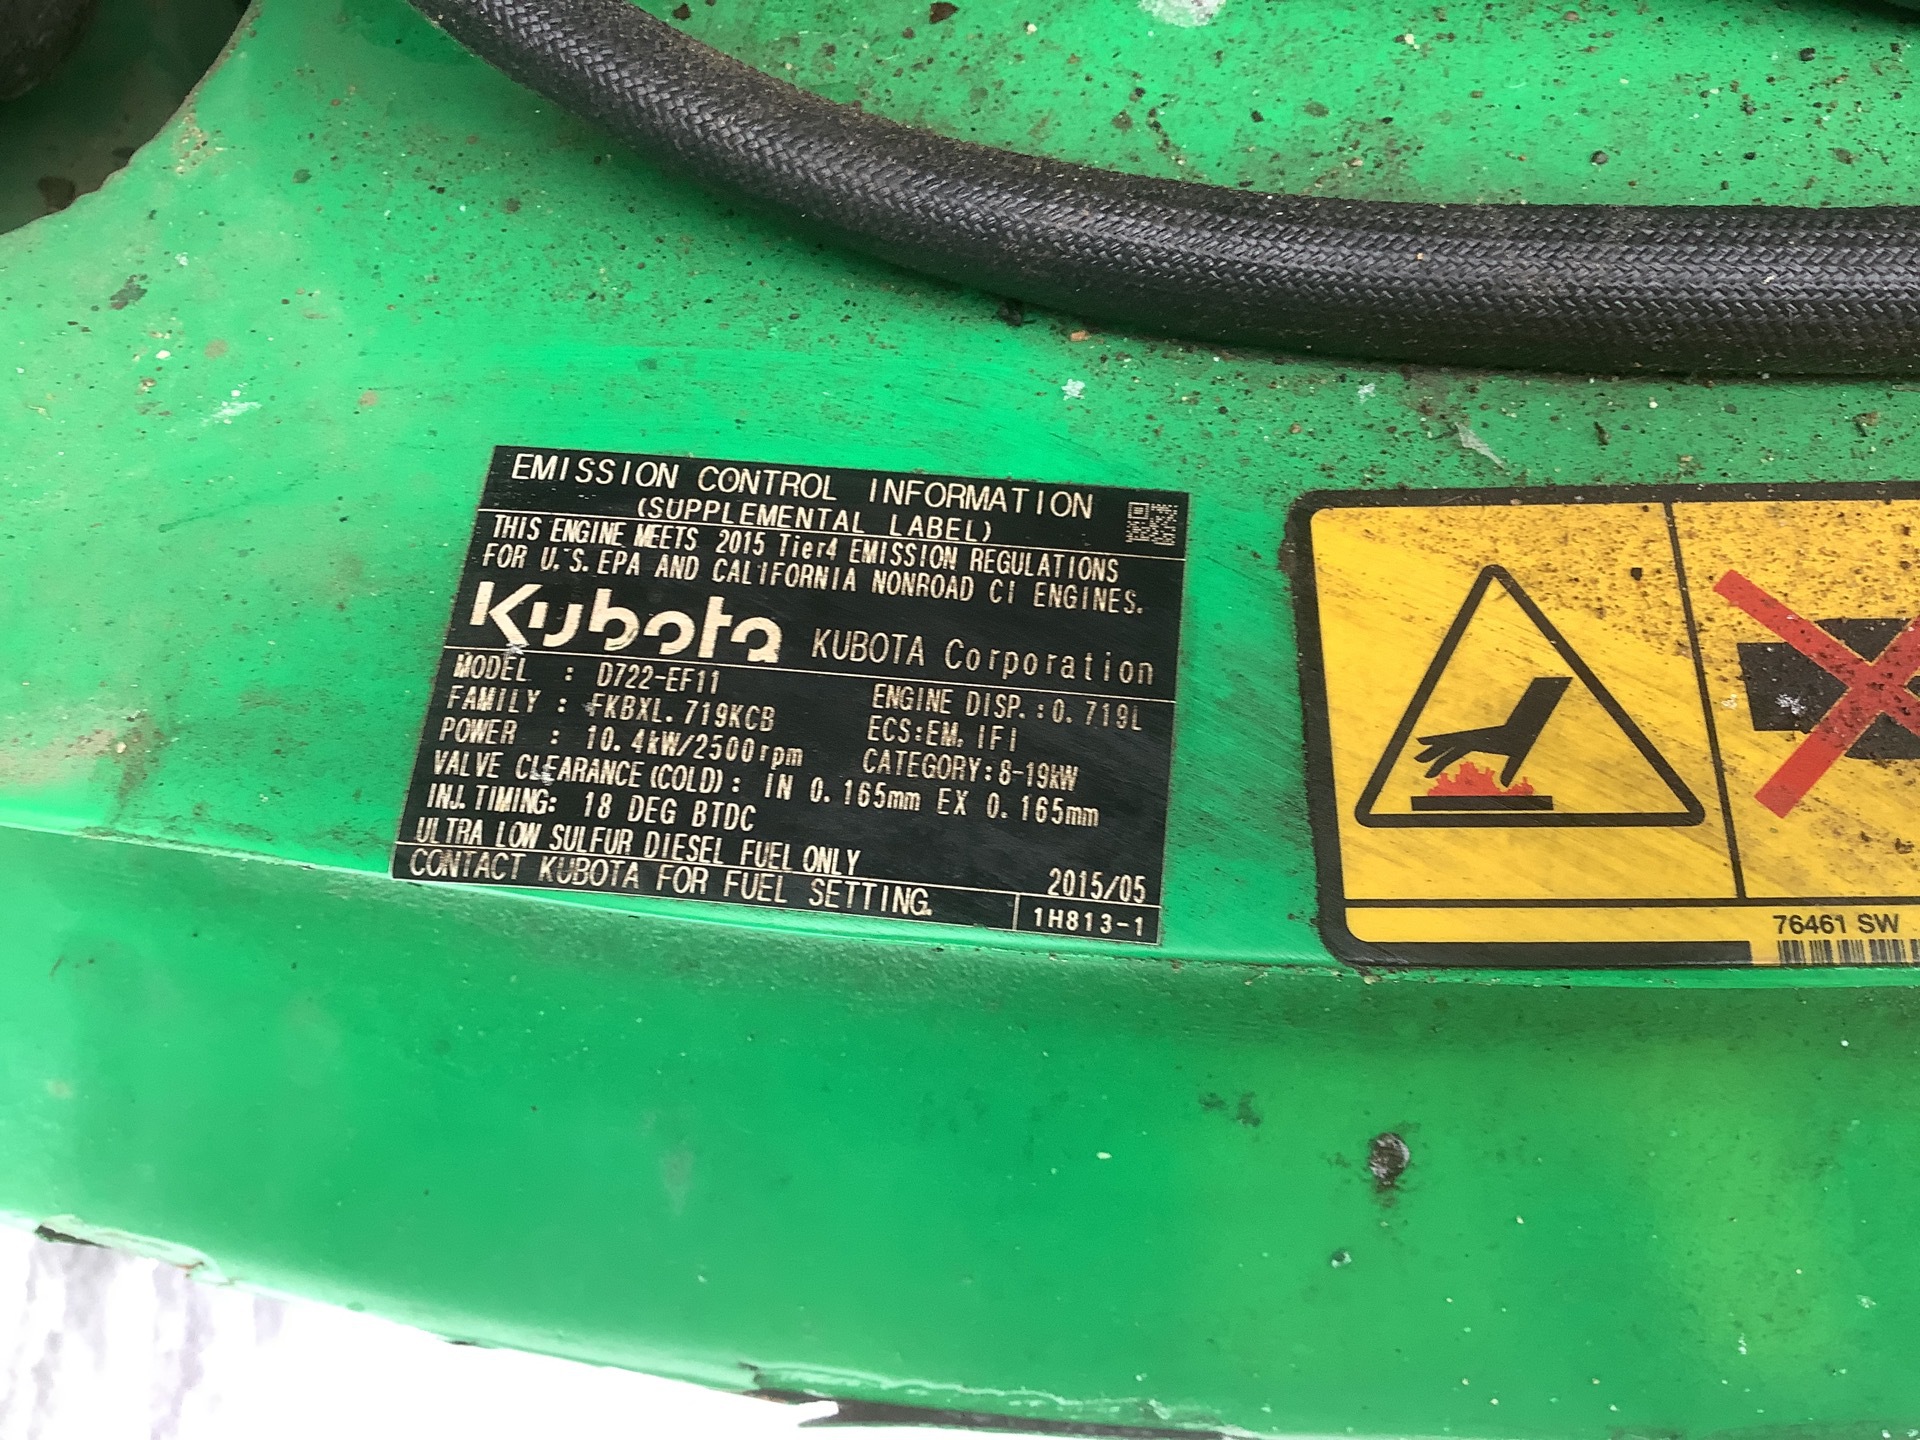 EMISSION CONTROL INFORMATION
(SUPPLEMENTAL LABEL)
THIS ENGINE MEETS 2015 Tier4 EMISSION REGULATIONS
FOR U.S. EPA AND CALIFORNIA NONROAD CI ENGINES.
Kubota KUBOTA Corporation
MODEL : D722-EF11
ENGINE DISP.:0.719L
FAMILY : FKBXL.719KCB
ECS:EM, IFI
POWER : 10.4kW/2500rpm
CATEGORY:8-19kW
VALVE CLEARANCE(COLD): IN 0.165mm EX 0.165mm
INJ.TIMING: 18 DEG BTDC
ULTRA LOW SULFUR DIESEL FUEL ONLY
2015/05
CONTACT KUBOTA FOR FUEL SETTING.
1H813-1
76461 SW